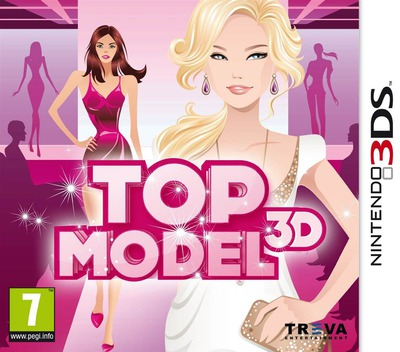 TOP
MODEL 3D
NINTENDO 3DS
7
www.pegi.info
TREVA
ENTERTAINMENT